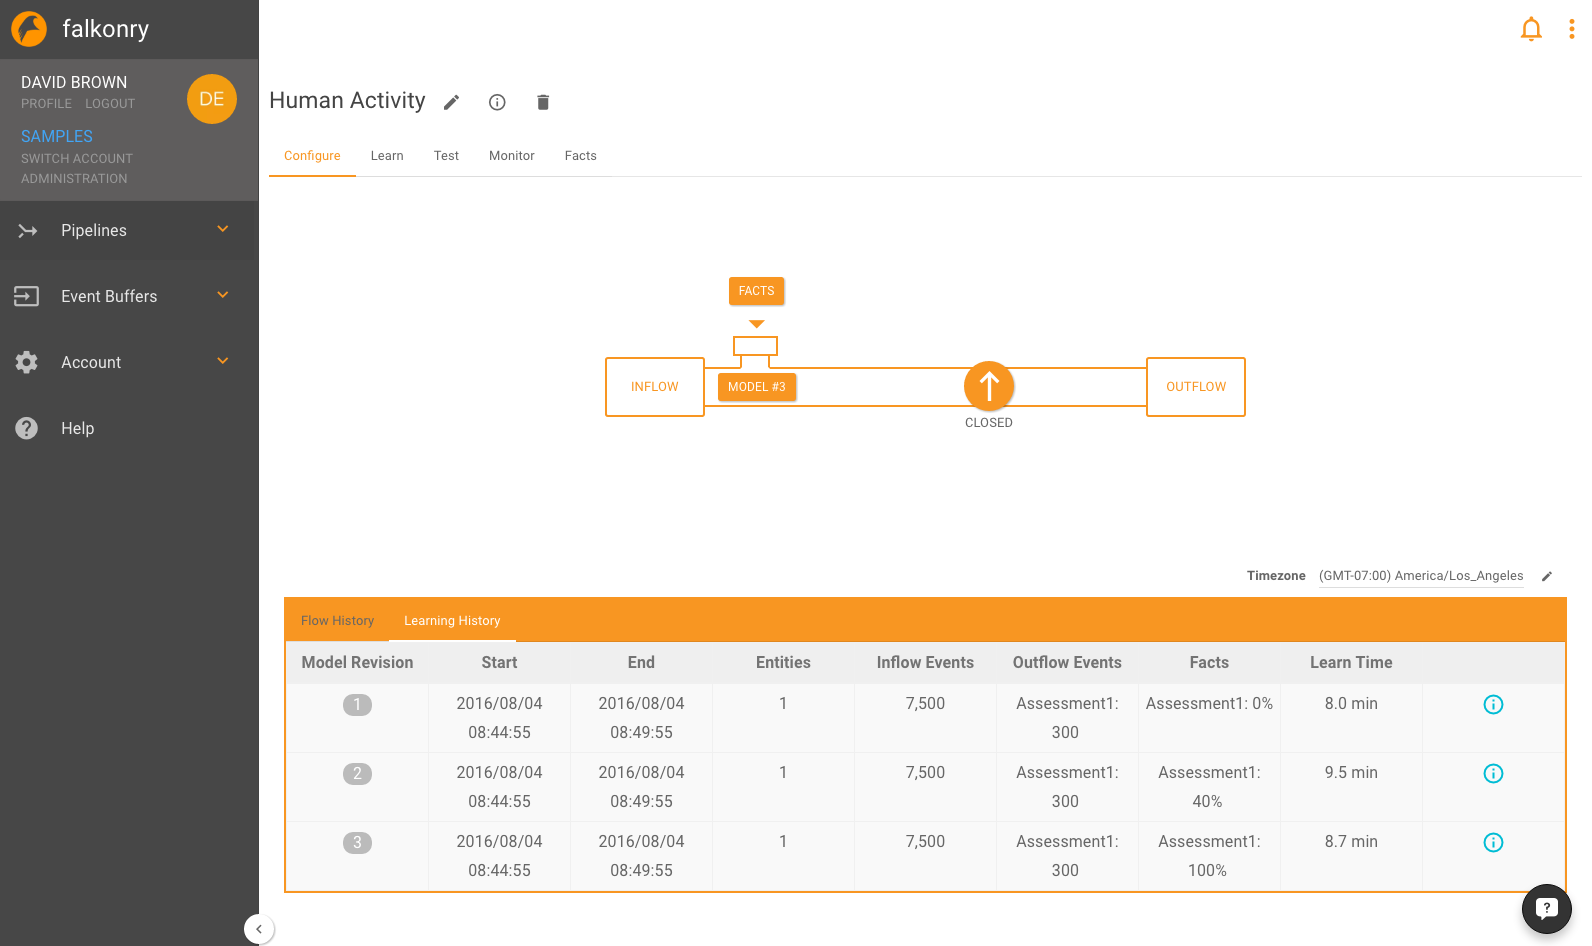 falkonry
DAVID BROWN
PROFILE LOGOUT
DE
SAMPLES
SWITCH ACCOUNT
ADMINISTRATION
Pipelines
Event Buffers
Account
Help
Human Activity
Configure Learn Test Monitor Facts
FACTS
INFLOW MODEL #3 OUTFLOW
CLOSED
Timezone (GMT-07:00) America/Los_Angeles
Flow History Learning History
Model Revision Start End Entities Inflow Events Outflow Events Facts Learn Time
1 2016/08/04 2016/08/04 1 7,500 Assessment1: Assessment1: 0% 8.0 min
08:44:55 08:49:55 300
2 2016/08/04 2016/08/04 1 7,500 Assessment1: Assessment1: 9.5 min
08:44:55 08:49:55 300 40%
3 2016/08/04 2016/08/04 1 7,500 Assessment1: Assessment1: 8.7 min
08:44:55 08:49:55 300 100%